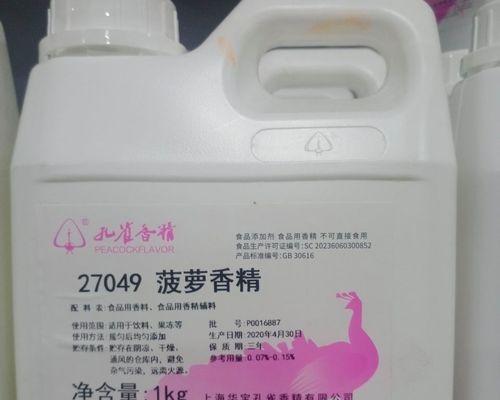 孔雀香精®
PEACOCKFLAVOR
食品添加剂 食品用香精 不可直接食用
食品生产许可证编号:SC 20236060300852
产品标准编号:GB 30616
27049 菠萝香精
配 料 表:食品用香料、食品用香精辅料
使用范围:适用于饮料、果冻等
使用方法:摇匀后均匀添加
贮存条件:贮存在阴凉、干燥、
通风的仓库内,避免
杂气污染,远离火源。
批 号:P0016887
生产日期:2020年4月30日
保 质 期:三年
参考用量:0.07%-0.15%
净含量:1kg
上海华宝孔雀香精有限公司